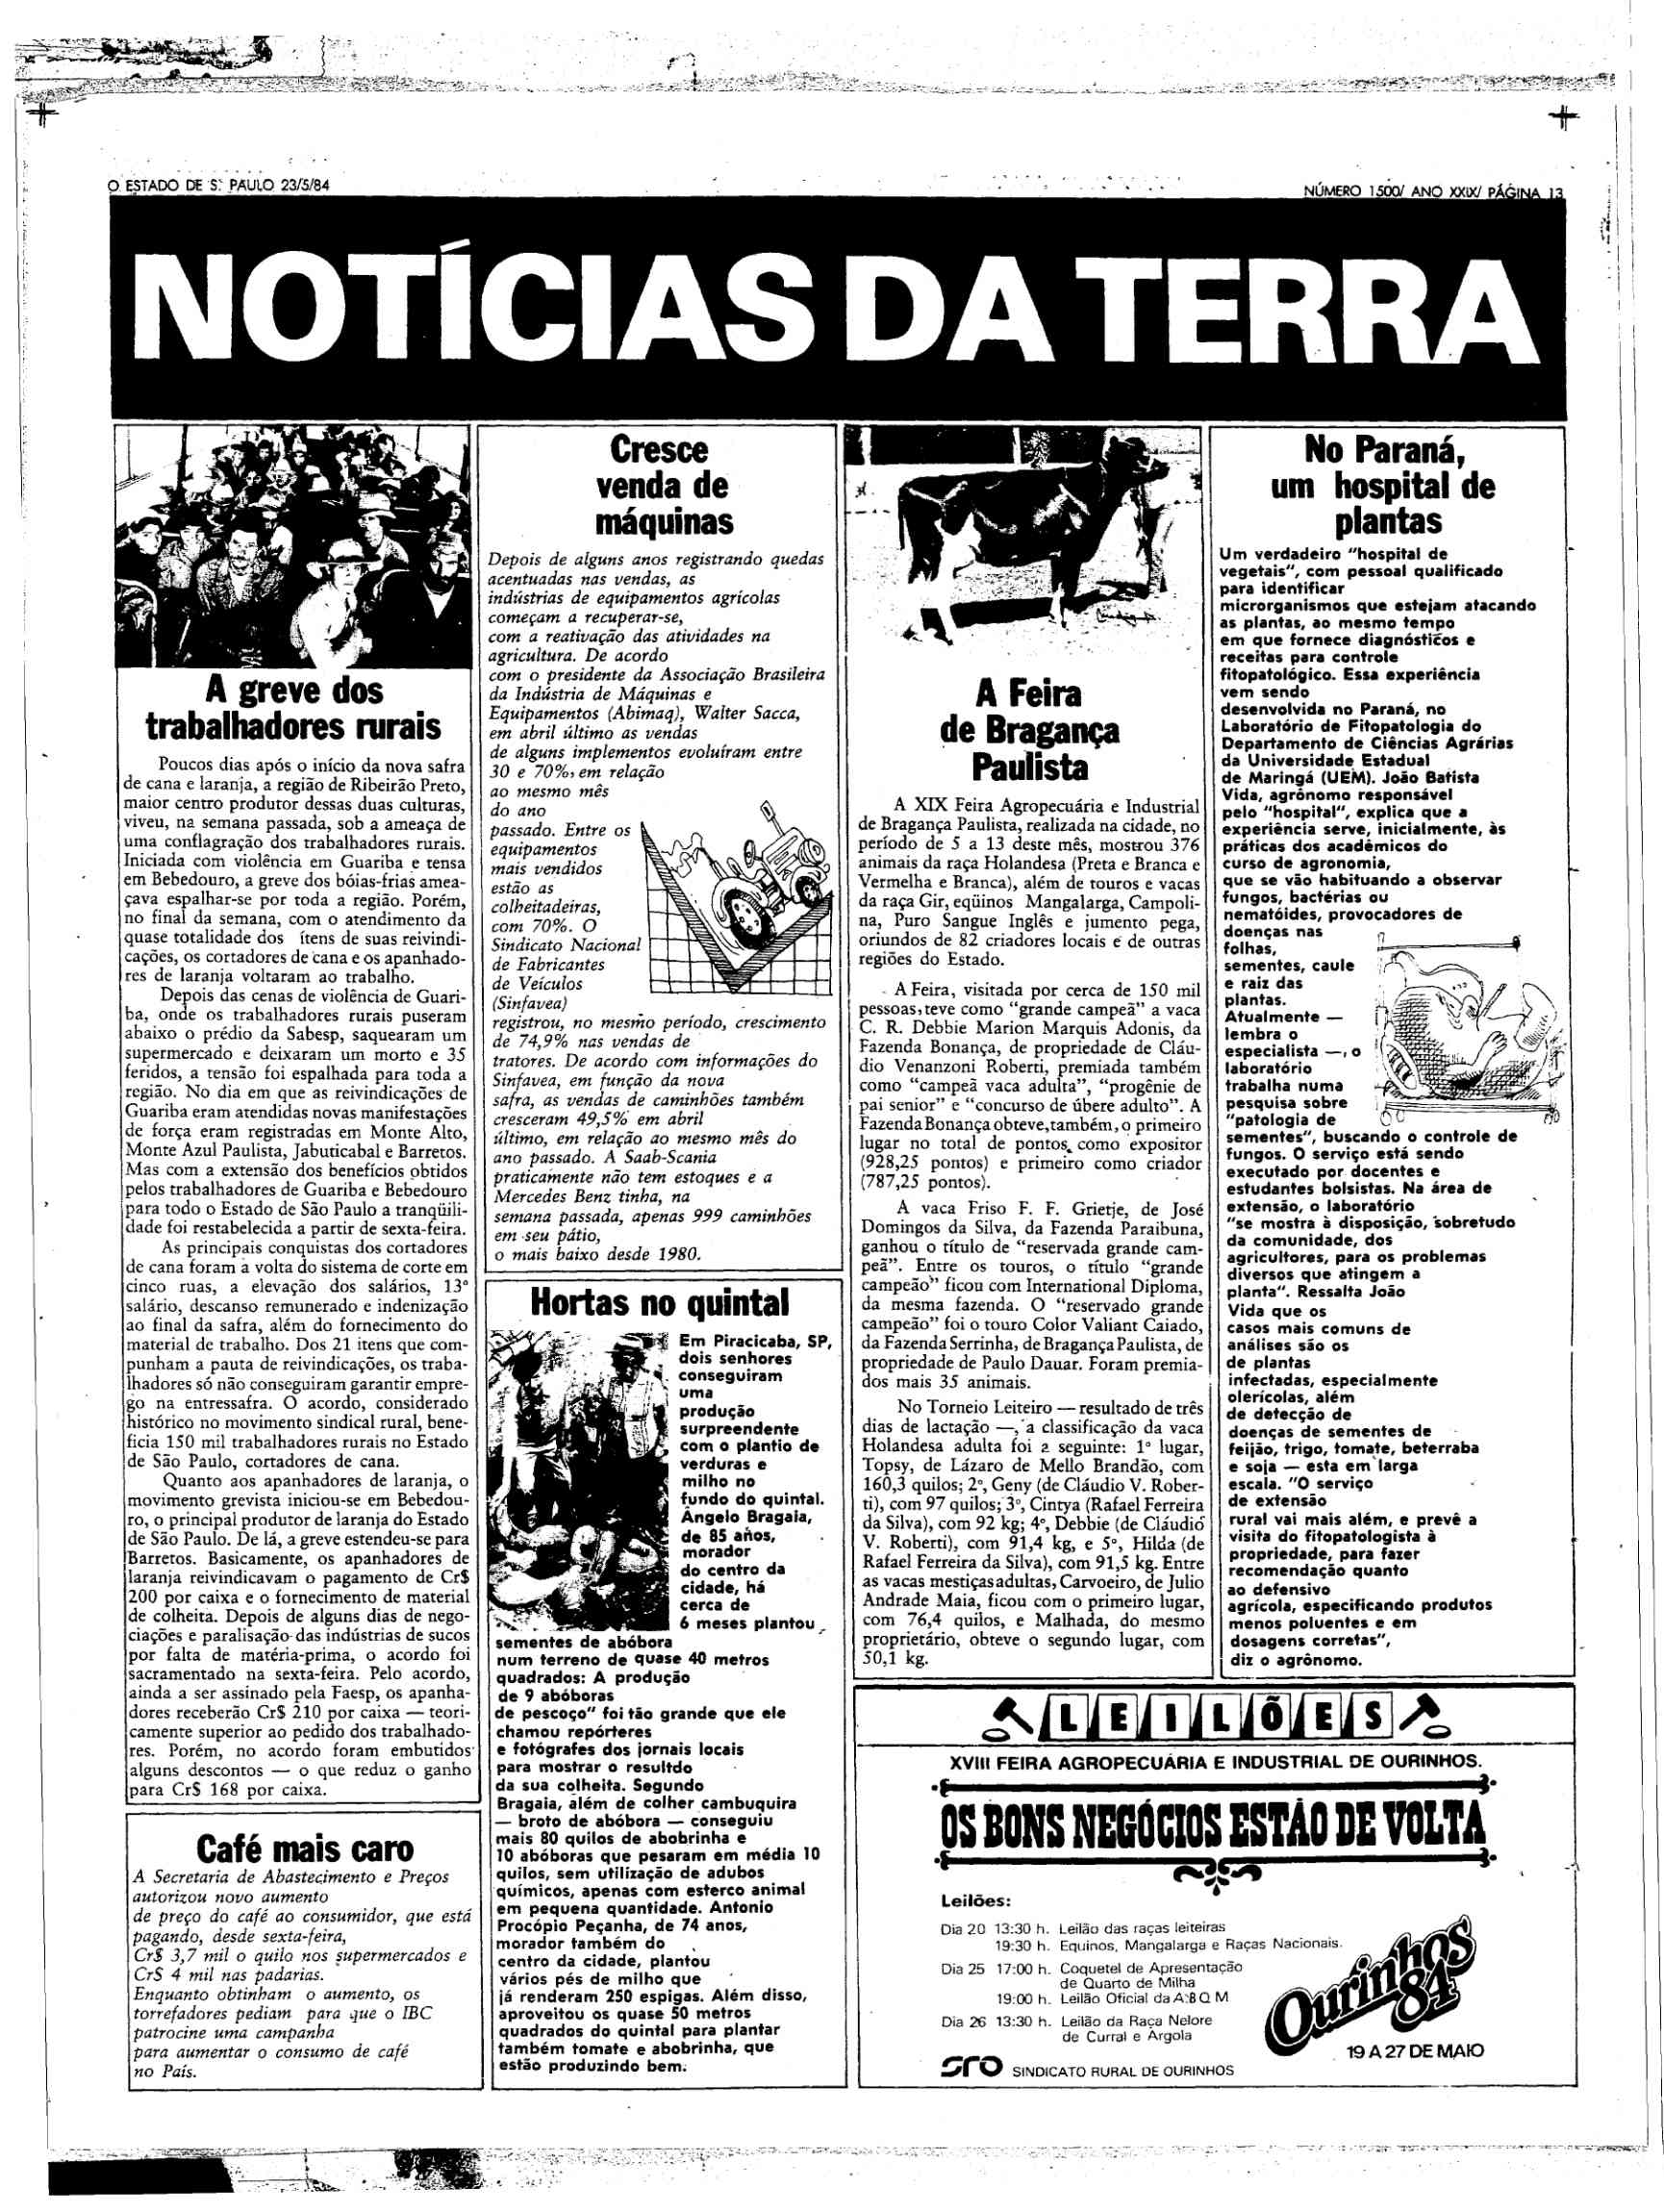 O ESTADO DE S. PAULO 23/5/84
NÚMERO 1500/ ANO XXIX/ PÁGINA 13
NOTÍCIAS DA TERRA
A greve dos
trabalhadores rurais
Poucos dias após o início da nova safra
de cana e laranja, a região de Ribeirão Preto,
maior centro produtor dessas duas culturas,
viveu, na semana passada, sob a ameaça de
uma conflagração dos trabalhadores rurais.
Iniciada com violência em Guariba e tensa
em Bebedouro, a greve dos bóias-frias amea-
çava espalhar-se por toda a região. Porém,
no final da semana, com o atendimento da
quase totalidade dos ítens de suas reivindi-
cações, os cortadores de cana e os apanhado-
res de laranja voltaram ao trabalho.
Depois das cenas de violência de Guari-
ba, onde os trabalhadores rurais puseram
abaixo o prédio da Sabesp, saquearam um
supermercado e deixaram um morto e 35
feridos, a tensão foi espalhada para toda a
região. No dia em que as reivindicações de
Guariba eram atendidas novas manifestações
de força eram registradas em Monte Alto,
Monte Azul Paulista, Jabuticabal e Barretos.
Mas com a extensão dos benefícios obtidos
pelos trabalhadores de Guariba e Bebedouro
para todo o Estado de São Paulo a tranqüili-
dade foi restabelecida a partir de sexta-feira.
As principais conquistas dos cortadores
de cana foram a volta do sistema de corte em
cinco ruas, a elevação dos salários, 13º
salário, descanso remunerado e indenização
ao final da safra, além do fornecimento do
material de trabalho. Dos 21 itens que com-
punham a pauta de reivindicações, os traba-
lhadores só não conseguiram garantir empre-
go na entressafra. O acordo, considerado
histórico no movimento sindical rural, bene-
ficia 150 mil trabalhadores rurais no Estado
de São Paulo, cortadores de cana.
Quanto aos apanhadores de laranja, o
movimento grevista iniciou-se em Bebedou-
ro, o principal produtor de laranja do Estado
de São Paulo. De lá, a greve estendeu-se para
Barretos. Basicamente, os apanhadores de
laranja reivindicavam o pagamento de Cr$
200 por caixa e o fornecimento de material
de colheita. Depois de alguns dias de nego-
ciações e paralisação das indústrias de sucos
por falta de matéria-prima, o acordo foi
sacramentado na sexta-feira. Pelo acordo,
ainda a ser assinado pela Faesp, os apanha-
dores receberão Cr$ 210 por caixa — teori-
camente superior ao pedido dos trabalhado-
res. Porém, no acordo foram embutidos
alguns descontos — o que reduz o ganho
para Cr$ 168 por caixa.
Café mais caro
A Secretaria de Abastecimento e Preços
autorizou novo aumento
de preço do café ao consumidor, que está
pagando, desde sexta-feira,
Cr$ 3,7 mil o quilo nos supermercados e
Cr$ 4 mil nas padarias.
Enquanto obtinham o aumento, os
torrefadores pediam para que o IBC
patrocine uma campanha
para aumentar o consumo de café
no País.
Cresce
venda de
máquinas
Depois de alguns anos registrando quedas
acentuadas nas vendas, as
indústrias de equipamentos agrícolas
começam a recuperar-se,
com a reativação das atividades na
agricultura. De acordo
com o presidente da Associação Brasileira
da Indústria de Máquinas e
Equipamentos (Abimaq), Walter Sacca,
em abril último as vendas
de alguns implementos evoluíram entre
30 e 70%, em relação
ao mesmo mês
do ano
passado. Entre os
equipamentos
mais vendidos
estão as
colheitadeiras,
com 70%. O
Sindicato Nacional
de Fabricantes
de Veículos
(Sinfavea)
registrou, no mesmo período, crescimento
de 74,9% nas vendas de
tratores. De acordo com informações do
Sinfavea, em função da nova
safra, as vendas de caminhões também
cresceram 49,5% em abril
último, em relação ao mesmo mês do
ano passado. A Saab-Scania
praticamente não tem estoques e a
Mercedes Benz tinha, na
semana passada, apenas 999 caminhões
em seu pátio,
o mais baixo desde 1980.
Hortas no quintal
Em Piracicaba, SP,
dois senhores
conseguiram
uma
produção
surpreendente
com o plantio de
verduras e
milho no
fundo do quintal.
Ângelo Bragaia,
de 85 anos,
morador
do centro da
cidade, há
cerca de
6 meses plantou
sementes de abóbora
num terreno de quase 40 metros
quadrados: A produção
de 9 abóboras
de pescoço" foi tão grande que ele
chamou repórteres
e fotógrafes dos jornais locais
para mostrar o resultdo
da sua colheita. Segundo
Bragaia, além de colher cambuquira
— broto de abóbora — conseguiu
mais 80 quilos de abobrinha e
10 abóboras que pesaram em média 10
quilos, sem utilização de adubos
químicos, apenas com esterco animal
em pequena quantidade. Antonio
Procópio Peçanha, de 74 anos,
morador também do
centro da cidade, plantou
vários pés de milho que
já renderam 250 espigas. Além disso,
aproveitou os quase 50 metros
quadrados do quintal para plantar
também tomate e abobrinha, que
estão produzindo bem.
A Feira
de Bragança
Paulista
A XIX Feira Agropecuária e Industrial
de Bragança Paulista, realizada na cidade, no
período de 5 a 13 deste mês, mostrou 376
animais da raça Holandesa (Preta e Branca e
Vermelha e Branca), além de touros e vacas
da raça Gir, eqüinos Mangalarga, Campoli-
na, Puro Sangue Inglês e jumento pega,
oriundos de 82 criadores locais e de outras
regiões do Estado.
A Feira, visitada por cerca de 150 mil
pessoas, teve como "grande campeã" a vaca
C. R. Debbie Marion Marquis Adonis, da
Fazenda Bonança, de propriedade de Cláu-
dio Venanzoni Roberti, premiada também
como "campeã vaca adulta", "progênie de
pai senior" e "concurso de úbere adulto". A
Fazenda Bonança obteve, também, o primeiro
lugar no total de pontos como expositor
(928,25 pontos) e primeiro como criador
(787,25 pontos).
A vaca Friso F. F. Grietje, de José
Domingos da Silva, da Fazenda Paraibuna,
ganhou o título de "reservada grande cam-
peã". Entre os touros, o título "grande
campeão" ficou com International Diploma,
da mesma fazenda. O "reservado grande
campeão" foi o touro Color Valiant Caiado,
da Fazenda Serrinha, de Bragança Paulista, de
propriedade de Paulo Dauar. Foram premia-
dos mais 35 animais.
No Torneio Leiteiro — resultado de três
dias de lactação —, a classificação da vaca
Holandesa adulta foi a seguinte: 1º lugar,
Topsy, de Lázaro de Mello Brandão, com
160,3 quilos; 2º, Geny (de Cláudio V. Rober-
ti), com 97 quilos; 3º, Cintya (Rafael Ferreira
da Silva), com 92 kg; 4º, Debbie (de Cláudio
V. Roberti), com 91,4 kg, e 5º, Hilda (de
Rafael Ferreira da Silva), com 91,5 kg. Entre
as vacas mestiças adultas, Carvoeiro, de Julio
Andrade Maia, ficou com o primeiro lugar,
com 76,4 quilos, e Malhada, do mesmo
proprietário, obteve o segundo lugar, com
50,1 kg.
No Paraná,
um hospital de
plantas
Um verdadeiro "hospital de
vegetais", com pessoal qualificado
para identificar
microrganismos que estejam atacando
as plantas, ao mesmo tempo
em que fornece diagnósticos e
receitas para controle
fitopatológico. Essa experiência
vem sendo
desenvolvida no Paraná, no
Laboratório de Fitopatologia do
Departamento de Ciências Agrárias
da Universidade Estadual
de Maringá (UEM). João Batista
Vida, agrônomo responsável
pelo "hospital", explica que a
experiência serve, inicialmente, às
práticas dos acadêmicos do
curso de agronomia,
que se vão habituando a observar
fungos, bactérias ou
nematóides, provocadores de
doenças nas
folhas,
sementes, caule
e raiz das
plantas.
Atualmente —
lembra o
especialista —, o
laboratório
trabalha numa
pesquisa sobre
"patologia de
sementes", buscando o controle de
fungos. O serviço está sendo
executado por docentes e
estudantes bolsistas. Na área de
extensão, o laboratório
"se mostra à disposição, sobretudo
da comunidade, dos
agricultores, para os problemas
diversos que atingem a
planta". Ressalta João
Vida que os
casos mais comuns de
análises são os
de plantas
infectadas, especialmente
olerícolas, além
de detecção de
doenças de sementes de
feijão, trigo, tomate, beterraba
e soja — esta em larga
escala. "O serviço
de extensão
rural vai mais além, e prevê a
visita do fitopatologista à
propriedade, para fazer
recomendação quanto
ao defensivo
agrícola, especificando produtos
menos poluentes e em
dosagens corretas",
diz o agrônomo.
LEILÕES
XVIII FEIRA AGROPECUÁRIA E INDUSTRIAL DE OURINHOS.
OS BONS NEGÓCIOS ESTÃO DE VOLTA
Leilões:
Dia 20 13:30 h. Leilão das raças leiteiras
19:30 h. Equinos, Mangalarga e Raças Nacionais.
Dia 25 17:00 h. Coquetel de Apresentação
de Quarto de Milha
19:00 h. Leilão Oficial da A.B.Q.M
Dia 26 13:30 h. Leilão da Raça Nelore
de Curral e Argola
Ourinhos
84
19 A 27 DE MAIO
sro SINDICATO RURAL DE OURINHOS